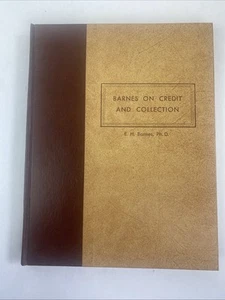 BARNES ON CREDIT
AND COLLECTION
E. H. Barnes, Ph. D.